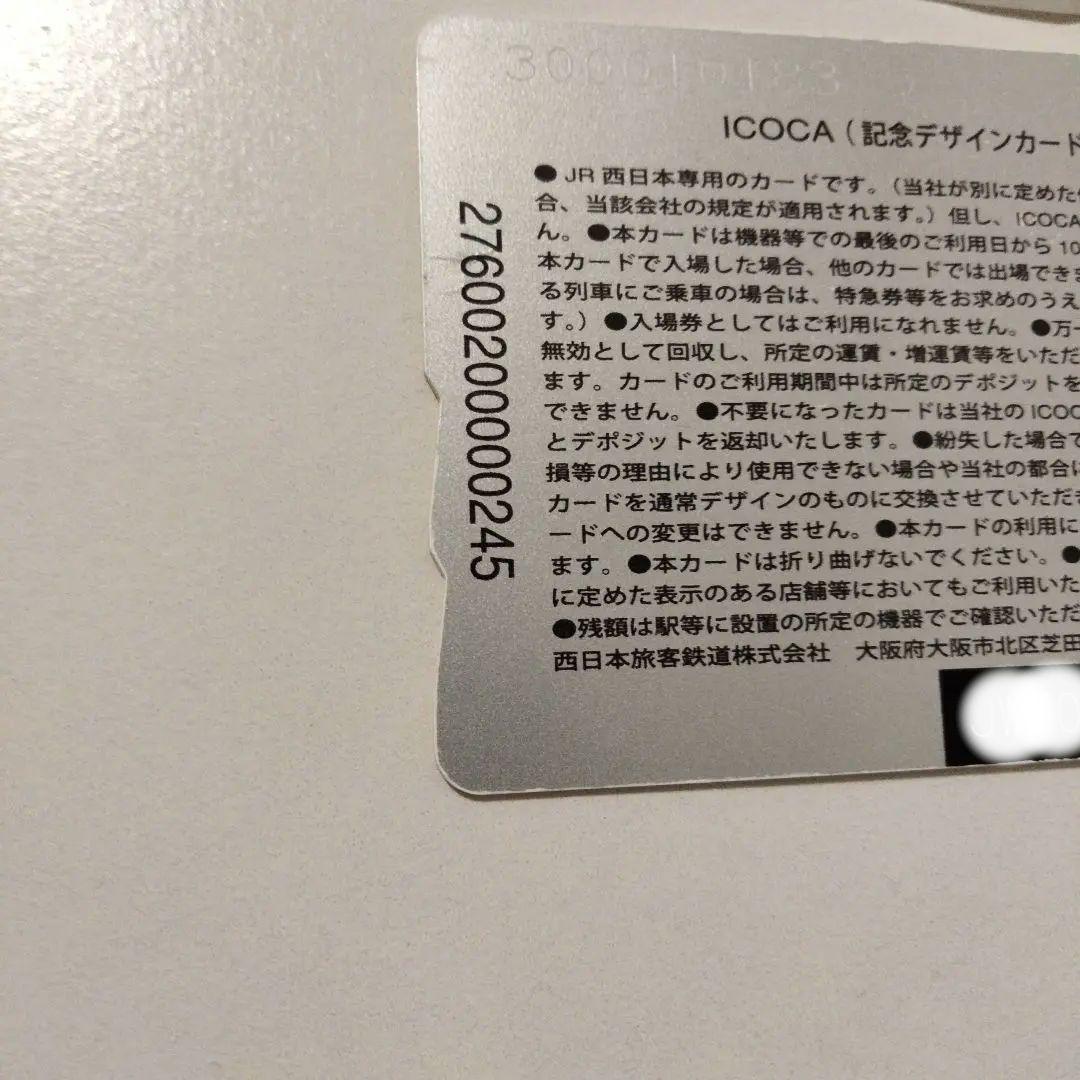 ICOCA（記念デザインカード
●JR 西日本専用のカードです。（当社が別に定めた
合、当該会社の規定が適用されます。）但し、ICOCA
ん。●本カードは機器等での最後のご利用日から 10
本カードで入場した場合、他のカードでは出場できま
る列車にご乗車の場合は、特急券等をお求めのうえ
す。）●入場券としてはご利用になれません。●万一
無効として回収し、所定の運賃・増運賃等をいただ
ます。カードのご利用期間中は所定のデポジットを
できません。●不要になったカードは当社の ICOC
とデポジットを返却いたします。●紛失した場合で
損等の理由により使用できない場合や当社の都合に
カードを通常デザインのものに交換させていただき
ードへの変更はできません。●本カードの利用に
ます。●本カードは折り曲げないでください。●
に定めた表示のある店舗等においてもご利用いた
●残額は駅等に設置の所定の機器でご確認いただ
西日本旅客鉄道株式会社　大阪府大阪市北区芝田
27600200000245